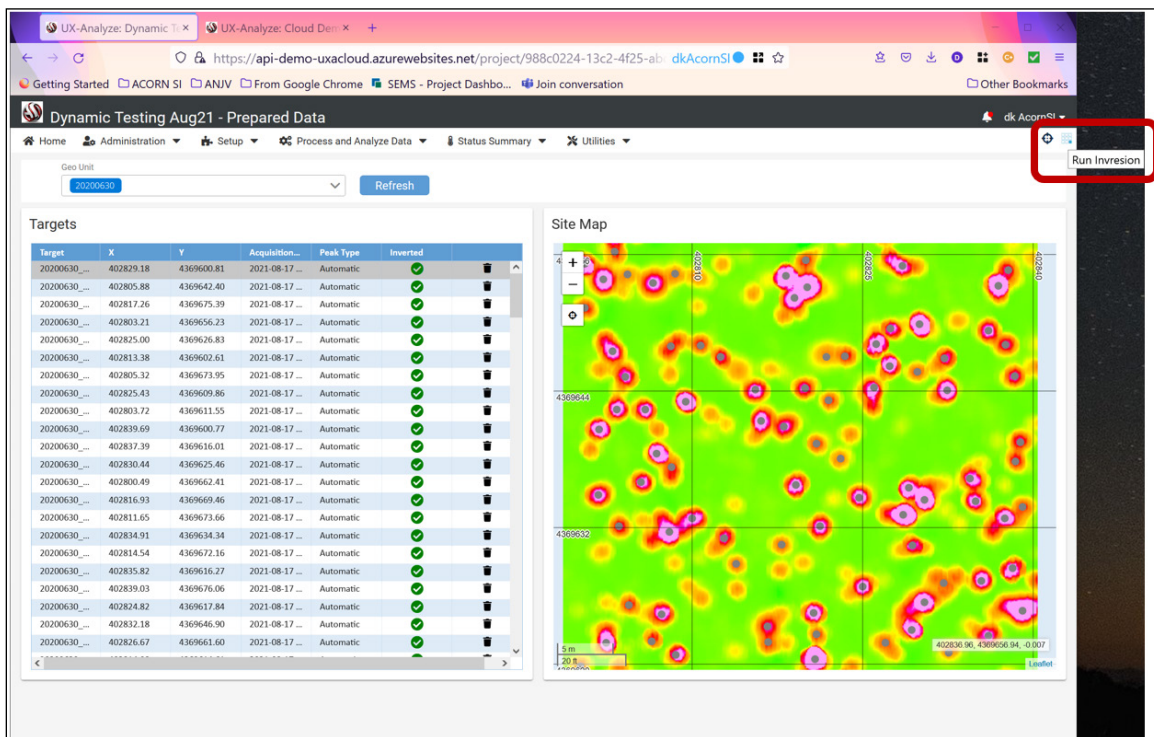 UX-Analyze: Dynamic Te × UX-Analyze: Cloud Dem × +
https://api-demo-uxacloud.azurewebsites.net/project/988c0224-13c2-4f25-ab dkAcornSI
Getting Started ACORN SI ANJV From Google Chrome SEMS - Project Dashbo... Join conversation Other Bookmarks
Dynamic Testing Aug21 - Prepared Data dk AcornSI
Home Administration Setup Process and Analyze Data Status Summary Utilities
Run Invresion
Geo Unit
20200630 Refresh
Targets
Target X Y Acquisition... Peak Type Inverted
20200630_... 402829.18 4369600.81 2021-08-17 ... Automatic
20200630_... 402805.88 4369642.40 2021-08-17 ... Automatic
20200630_... 402817.26 4369675.39 2021-08-17 ... Automatic
20200630_... 402803.21 4369656.23 2021-08-17 ... Automatic
20200630_... 402825.00 4369626.83 2021-08-17 ... Automatic
20200630_... 402813.38 4369602.61 2021-08-17 ... Automatic
20200630_... 402805.32 4369673.95 2021-08-17 ... Automatic
20200630_... 402825.43 4369609.86 2021-08-17 ... Automatic
20200630_... 402803.72 4369611.55 2021-08-17 ... Automatic
20200630_... 402839.69 4369600.77 2021-08-17 ... Automatic
20200630_... 402837.39 4369616.01 2021-08-17 ... Automatic
20200630_... 402830.44 4369625.46 2021-08-17 ... Automatic
20200630_... 402800.49 4369662.41 2021-08-17 ... Automatic
20200630_... 402816.93 4369669.46 2021-08-17 ... Automatic
20200630_... 402811.65 4369673.66 2021-08-17 ... Automatic
20200630_... 402834.91 4369634.34 2021-08-17 ... Automatic
20200630_... 402814.54 4369672.16 2021-08-17 ... Automatic
20200630_... 402835.82 4369616.27 2021-08-17 ... Automatic
20200630_... 402839.03 4369676.06 2021-08-17 ... Automatic
20200630_... 402824.82 4369617.84 2021-08-17 ... Automatic
20200630_... 402832.18 4369646.90 2021-08-17 ... Automatic
20200630_... 402826.67 4369661.60 2021-08-17 ... Automatic
Site Map
+
−
402810
402825
402840
4369644
4369632
402836.96, 4369656.94, -0.007
5 m
20 ft
Leaflet